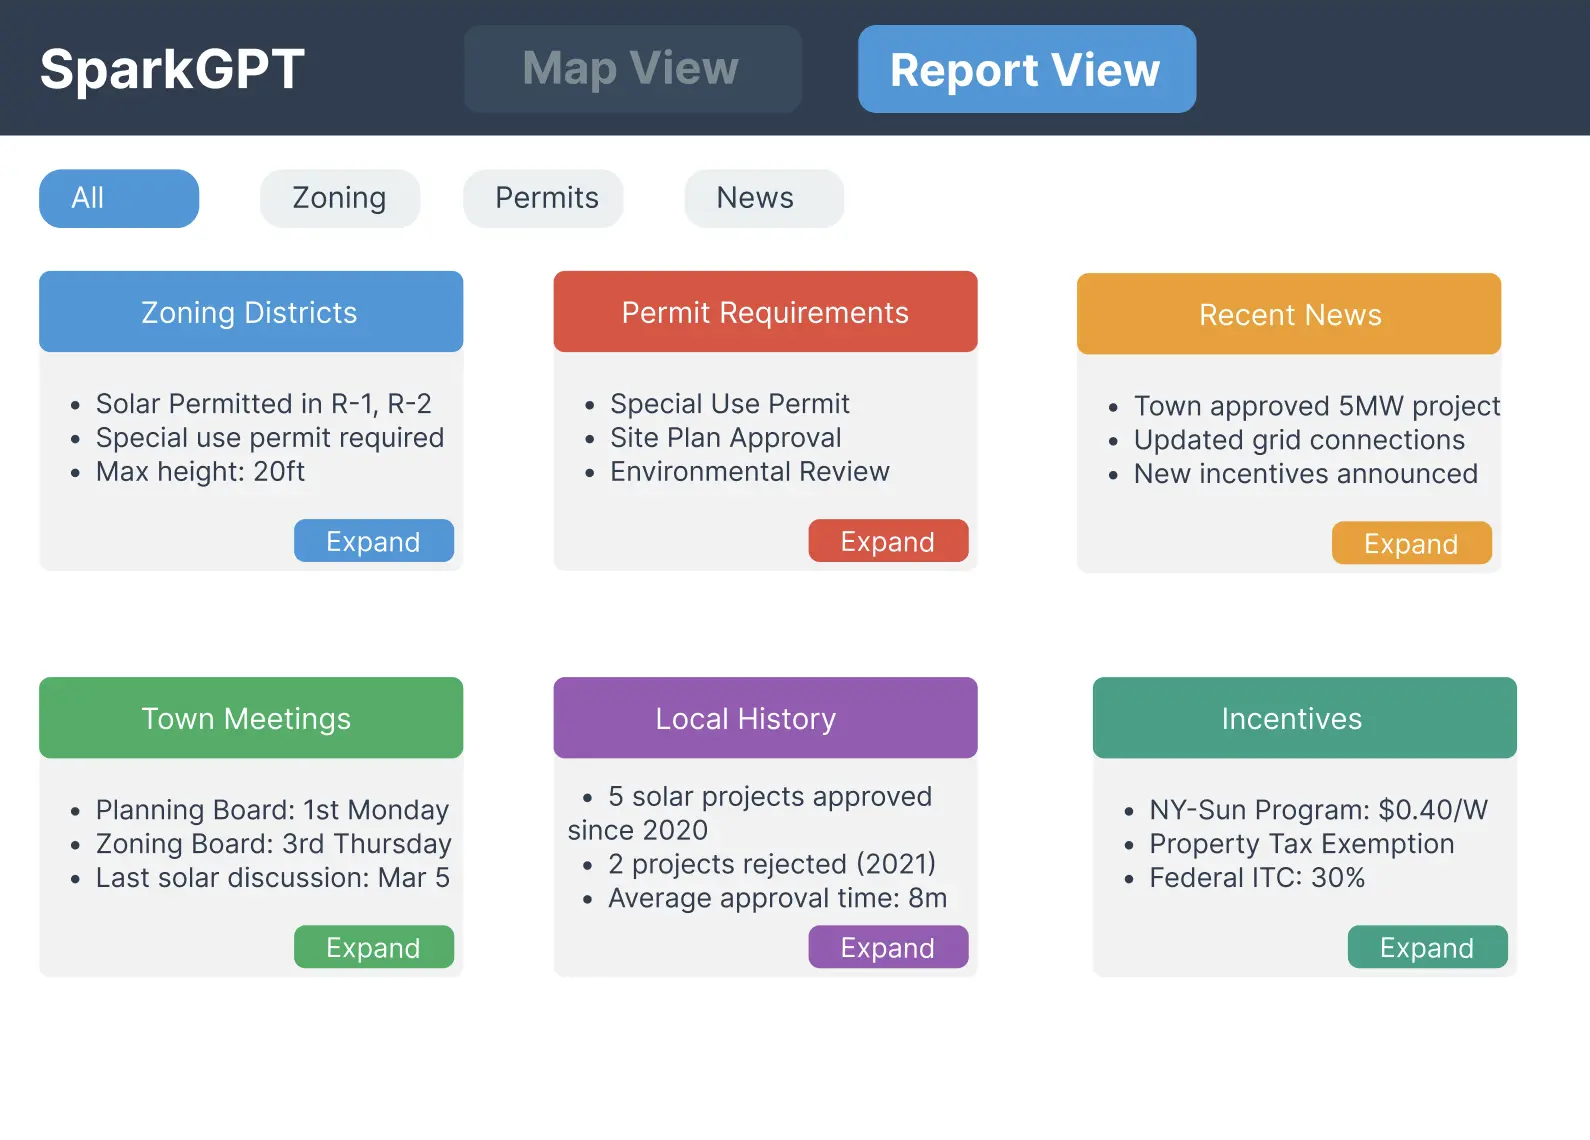 SparkGPT
Map View
Report View
All
Zoning
Permits
News
Zoning Districts
• Solar Permitted in R-1, R-2
• Special use permit required
• Max height: 20ft
Expand
Permit Requirements
• Special Use Permit
• Site Plan Approval
• Environmental Review
Expand
Recent News
• Town approved 5MW project
• Updated grid connections
• New incentives announced
Expand
Town Meetings
• Planning Board: 1st Monday
• Zoning Board: 3rd Thursday
• Last solar discussion: Mar 5
Expand
Local History
• 5 solar projects approved
since 2020
• 2 projects rejected (2021)
• Average approval time: 8m
Expand
Incentives
• NY-Sun Program: $0.40/W
• Property Tax Exemption
• Federal ITC: 30%
Expand